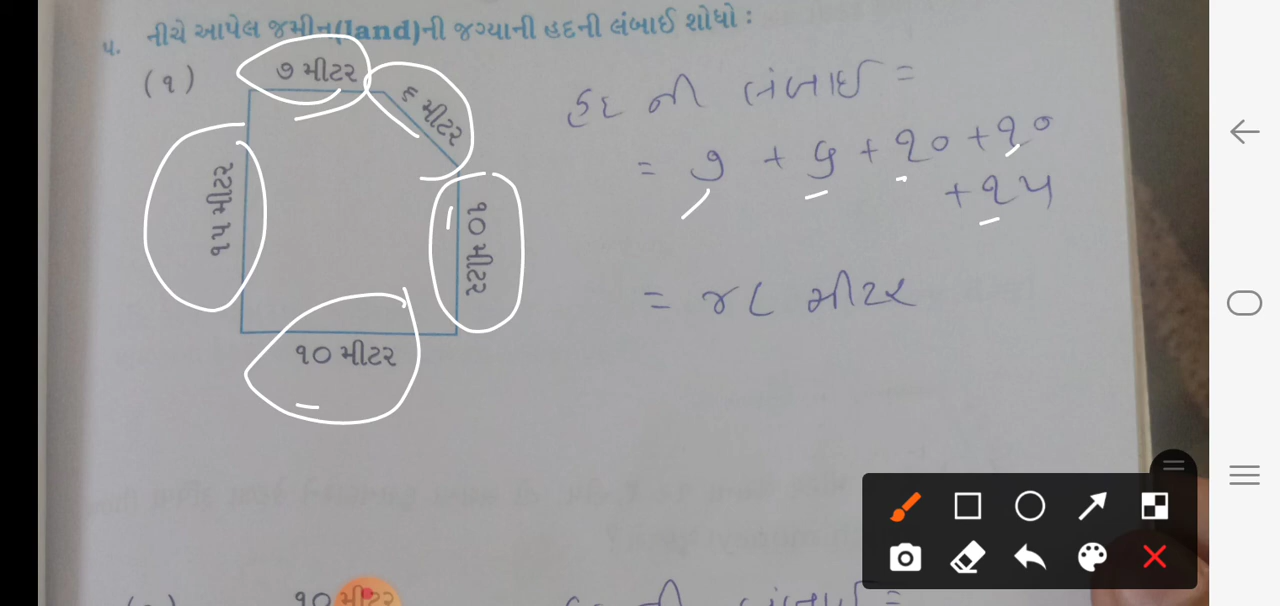 ૫. નીચે આપેલ જમીન(land)ની જગ્યાની હદની લંબાઈ શોધો :
(૧)
૭ મીટર
૬ મીટર
૧૫ મીટર
૧૦ મીટર
૧૦ મીટર
હદ ની લંબાઈ =
= ૭ + ૬ + ૧૦ + ૧૦
+ ૧૫
= ૪૮ મીટર
૧૦ મીટર